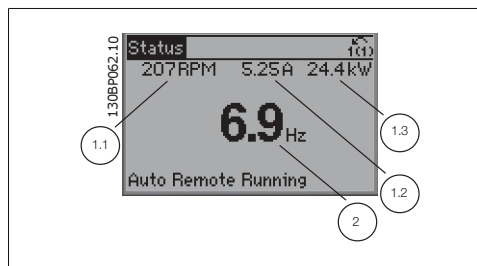 130BP062.10
Status
1(1)
207RPM 5.25A 24.4kW
6.9Hz
Auto Remote Running
1.1
1.3
1.2
2